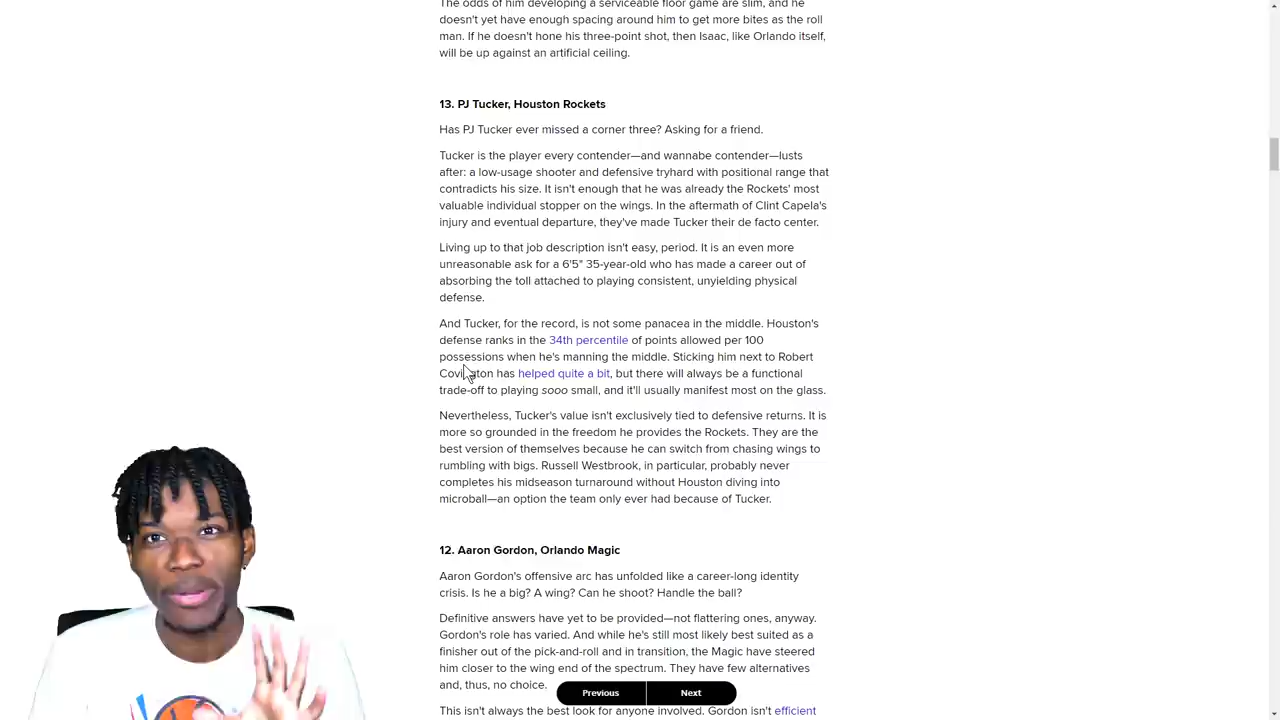 The odds of him developing a serviceable floor game are slim, and he
doesn't yet have enough spacing around him to get more bites as the roll
man. If he doesn't hone his three-point shot, then Isaac, like Orlando itself,
will be up against an artificial ceiling.
13. PJ Tucker, Houston Rockets
Has PJ Tucker ever missed a corner three? Asking for a friend.
Tucker is the player every contender—and wannabe contender—lusts
after: a low-usage shooter and defensive tryhard with positional range that
contradicts his size. It isn't enough that he was already the Rockets' most
valuable individual stopper on the wings. In the aftermath of Clint Capela's
injury and eventual departure, they've made Tucker their de facto center.
Living up to that job description isn't easy, period. It is an even more
unreasonable ask for a 6'5" 35-year-old who has made a career out of
absorbing the toll attached to playing consistent, unyielding physical
defense.
And Tucker, for the record, is not some panacea in the middle. Houston's
defense ranks in the 34th percentile of points allowed per 100
possessions when he's manning the middle. Sticking him next to Robert
Covington has helped quite a bit, but there will always be a functional
trade-off to playing sooo small, and it'll usually manifest most on the glass.
Nevertheless, Tucker's value isn't exclusively tied to defensive returns. It is
more so grounded in the freedom he provides the Rockets. They are the
best version of themselves because he can switch from chasing wings to
rumbling with bigs. Russell Westbrook, in particular, probably never
completes his midseason turnaround without Houston diving into
microball—an option the team only ever had because of Tucker.
12. Aaron Gordon, Orlando Magic
Aaron Gordon's offensive arc has unfolded like a career-long identity
crisis. Is he a big? A wing? Can he shoot? Handle the ball?
Definitive answers have yet to be provided—not flattering ones, anyway.
Gordon's role has varied. And while he's still most likely best suited as a
finisher out of the pick-and-roll and in transition, the Magic have steered
him closer to the wing end of the spectrum. They have few alternatives
and, thus, no choice.
Previous Next
This isn't always the best look for anyone involved. Gordon isn't efficient